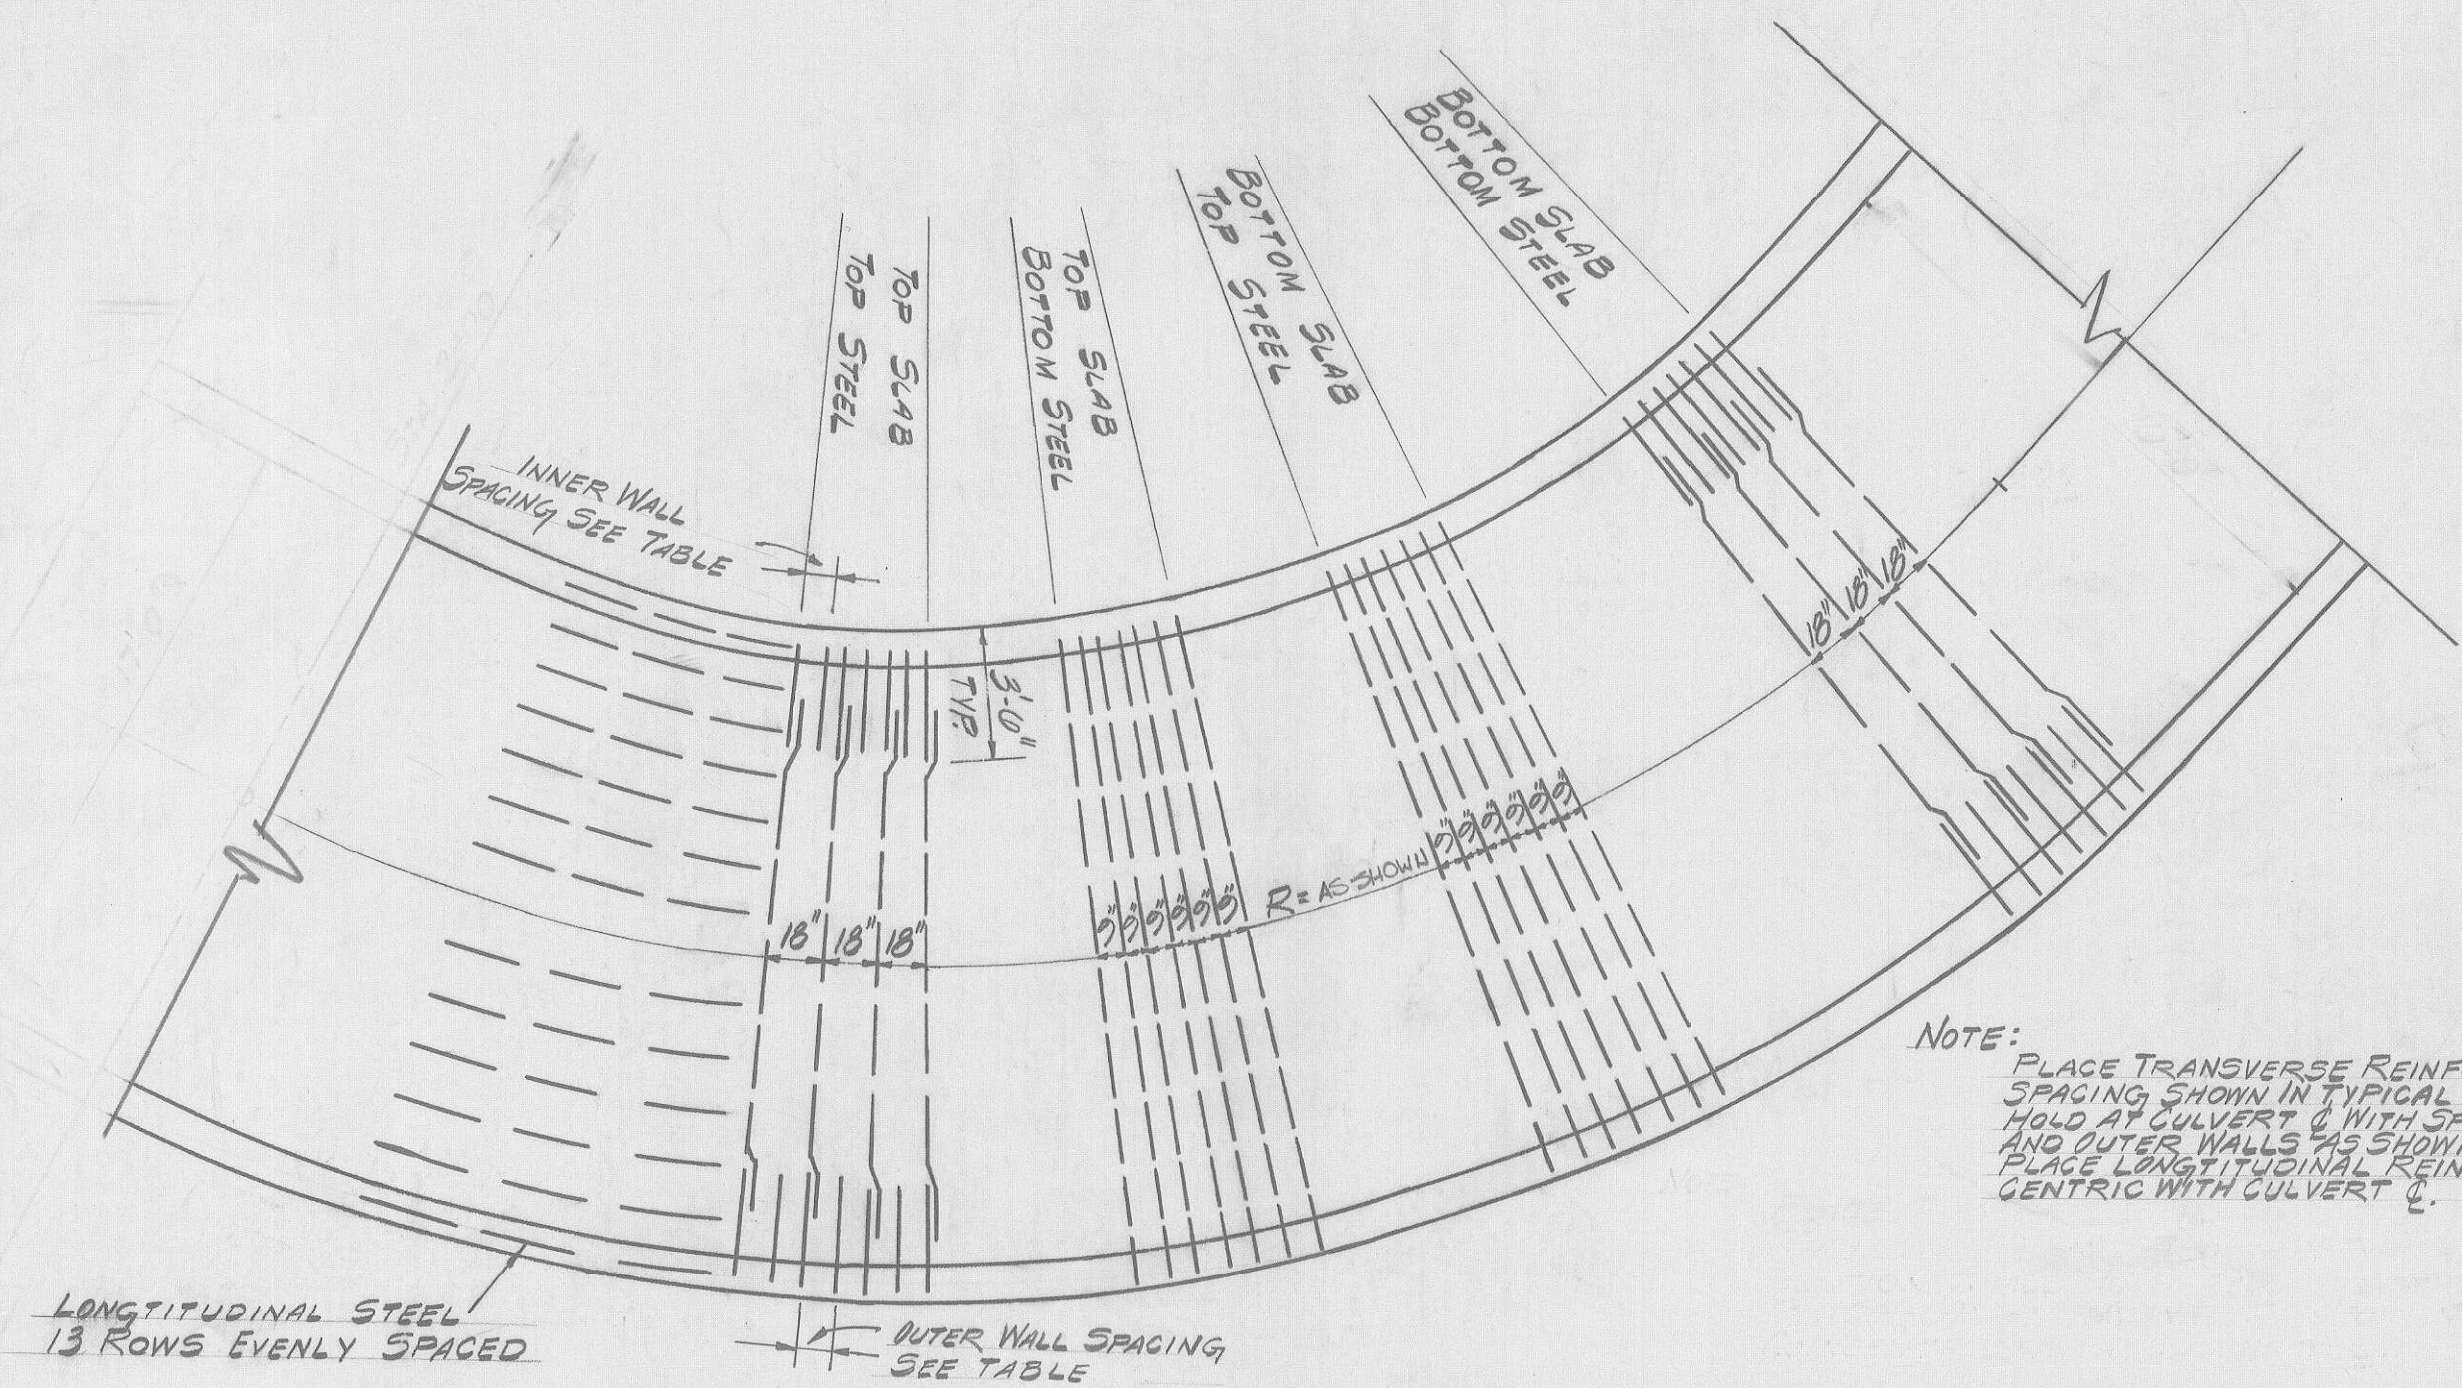 BOTTOM SLAB
BOTTOM STEEL
BOTTOM SLAB
TOP STEEL
TOP SLAB
BOTTOM STEEL
TOP SLAB
TOP STEEL
INNER WALL
SPACING SEE TABLE
3'-6"
TYP.
18" 18" 18"
9" 9" 9" 9" 9" 9"
R= AS SHOWN
9" 9" 9" 9" 9" 9"
18" 18" 18"
NOTE:
PLACE TRANSVERSE REINF
SPACING SHOWN IN TYPICAL
HOLD AT CULVERT ℄ WITH SP
AND OUTER WALLS AS SHOW
PLACE LONGTITUDINAL REIN
CENTRIC WITH CULVERT ℄.
LONGTITUDINAL STEEL
13 ROWS EVENLY SPACED
OUTER WALL SPACING
SEE TABLE